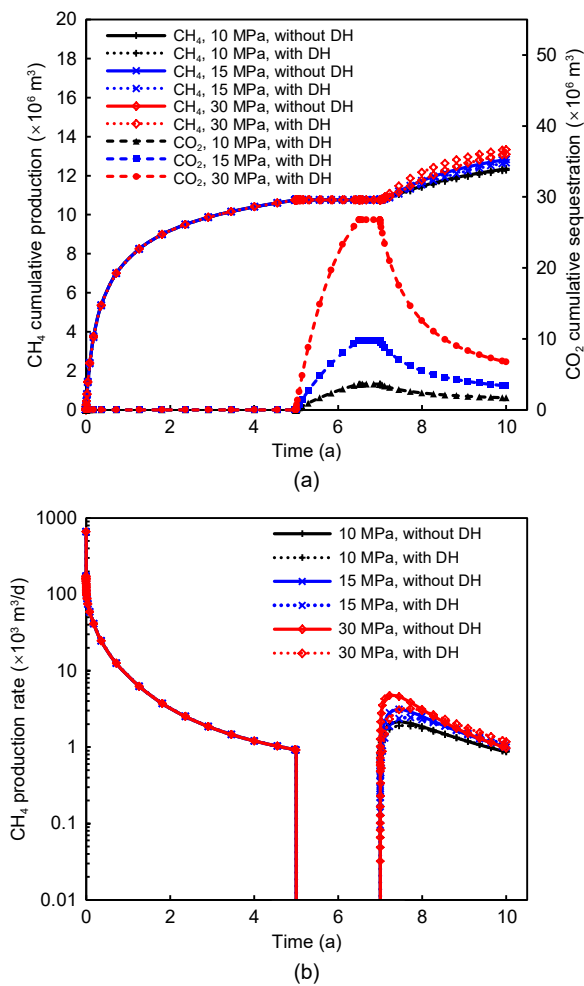 20
18
16
14
12
10
8
6
4
2
0
CH₄ cumulative production (×10⁶ m³)
CH₄, 10 MPa, without DH
CH₄, 10 MPa, with DH
CH₄, 15 MPa, without DH
CH₄, 15 MPa, with DH
CH₄, 30 MPa, without DH
CH₄, 30 MPa, with DH
CO₂, 10 MPa, with DH
CO₂, 15 MPa, with DH
CO₂, 30 MPa, with DH
50
40
30
20
10
0
CO₂ cumulative sequestration (×10⁶ m³)
0 2 4 6 8 10
Time (a)
(a)
1000
100
10
1
0.1
0.01
CH₄ production rate (×10³ m³/d)
10 MPa, without DH
10 MPa, with DH
15 MPa, without DH
15 MPa, with DH
30 MPa, without DH
30 MPa, with DH
0 2 4 6 8 10
Time (a)
(b)